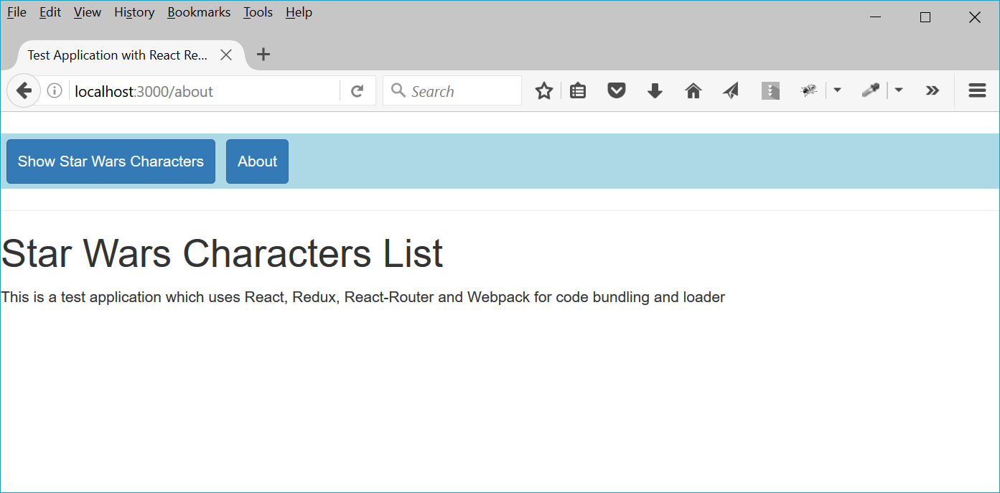 File Edit View History Bookmarks Tools Help
Test Application with React Re...
localhost:3000/about
Search
Show Star Wars Characters About
Star Wars Characters List
This is a test application which uses React, Redux, React-Router and Webpack for code bundling and loader